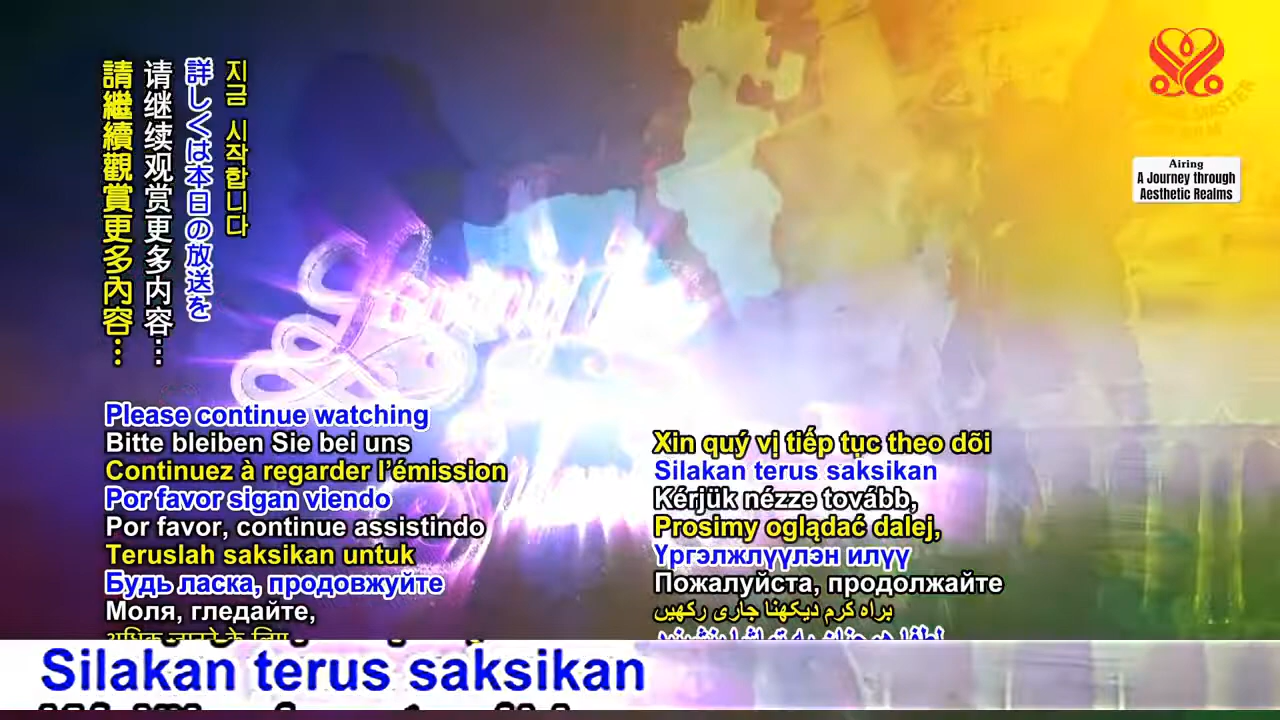 請繼續觀賞更多內容…
请继续观赏更多内容…
詳しくは本日の放送を
지금 시작합니다
Airing
A Journey through
Aesthetic Realms
Please continue watching
Bitte bleiben Sie bei uns
Continuez à regarder l'émission
Por favor sigan viendo
Por favor, continue assistindo
Teruslah saksikan untuk
Будь ласка, продовжуйте
Моля, гледайте,
अधिक जानने के लिए
Xin quý vị tiếp tục theo dõi
Silakan terus saksikan
Kérjük nézze tovább,
Prosimy oglądać dalej,
Үргэлжлүүлэн илүү
Пожалуйста, продолжайте
براہ کرم دیکھنا جاری رکھیں
Silakan terus saksikan